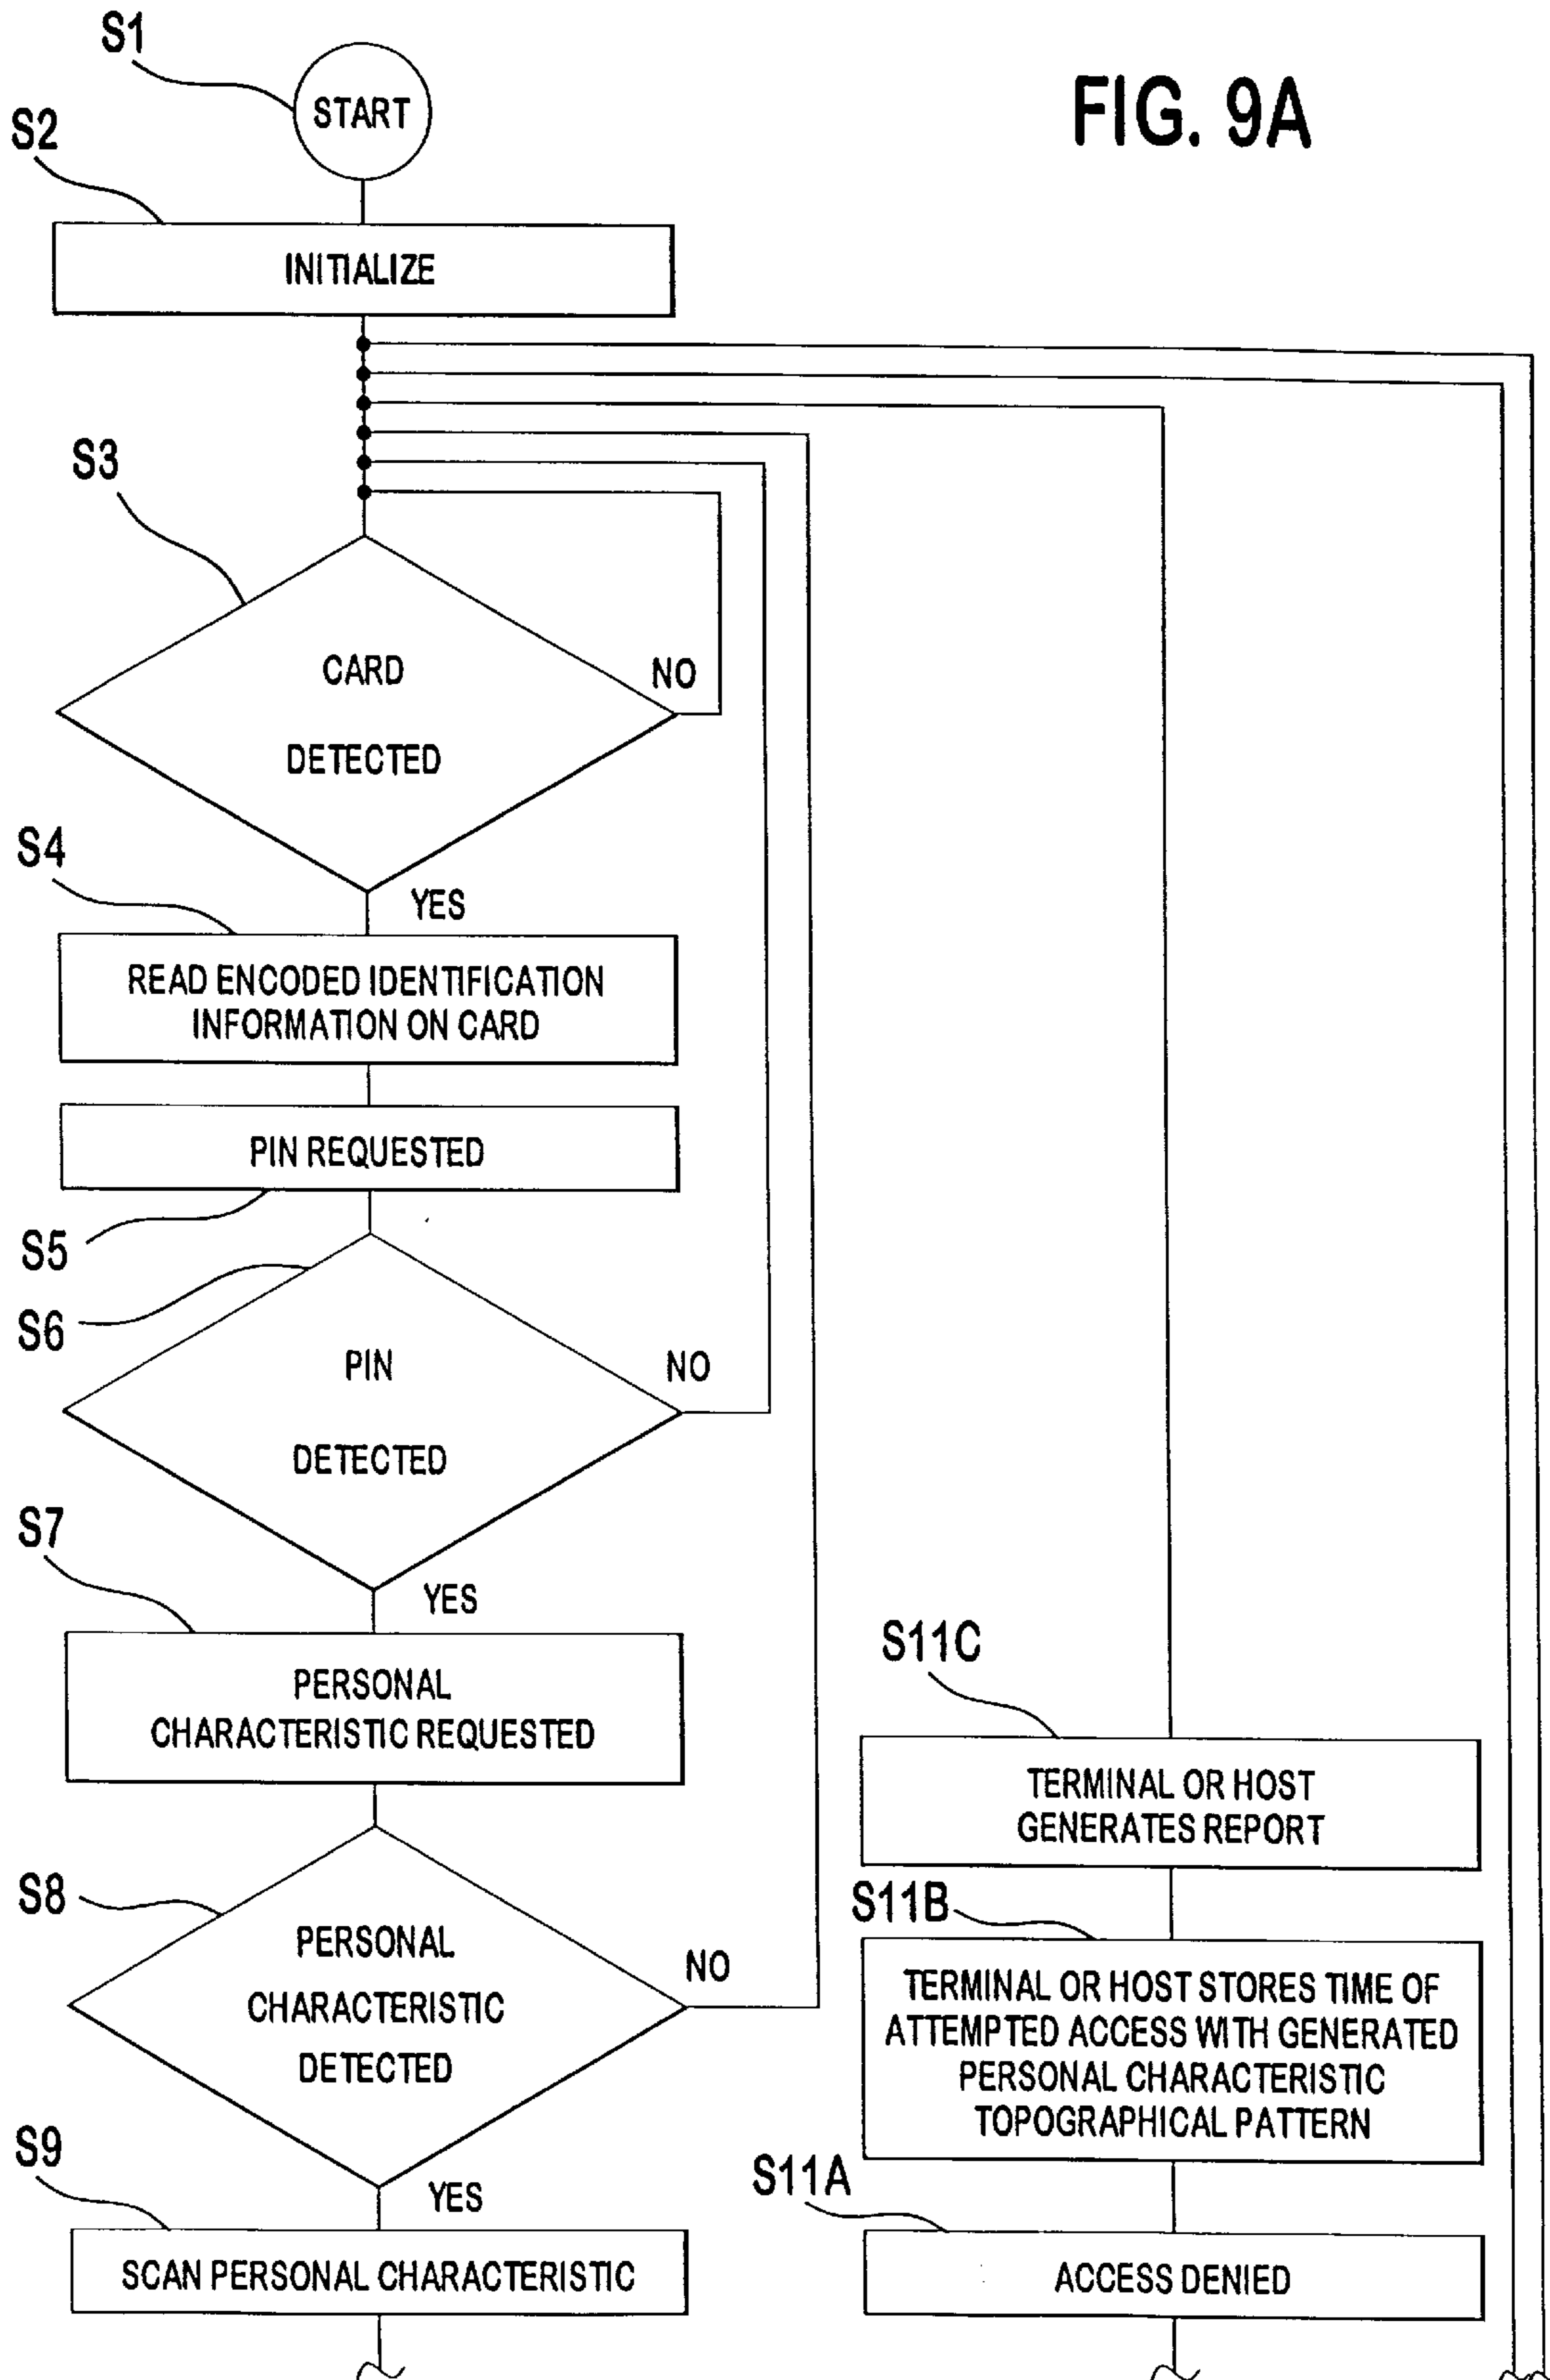 FIG. 9A
S1
START
S2
INITIALIZE
S3
CARD
DETECTED
NO
YES
S4
READ ENCODED IDENTIFICATION
INFORMATION ON CARD
PIN REQUESTED
S5
S6
PIN
DETECTED
NO
YES
S7
PERSONAL
CHARACTERISTIC REQUESTED
S8
PERSONAL
CHARACTERISTIC
DETECTED
NO
YES
S9
SCAN PERSONAL CHARACTERISTIC
S11C
TERMINAL OR HOST
GENERATES REPORT
S11B
TERMINAL OR HOST STORES TIME OF
ATTEMPTED ACCESS WITH GENERATED
PERSONAL CHARACTERISTIC
TOPOGRAPHICAL PATTERN
S11A
ACCESS DENIED